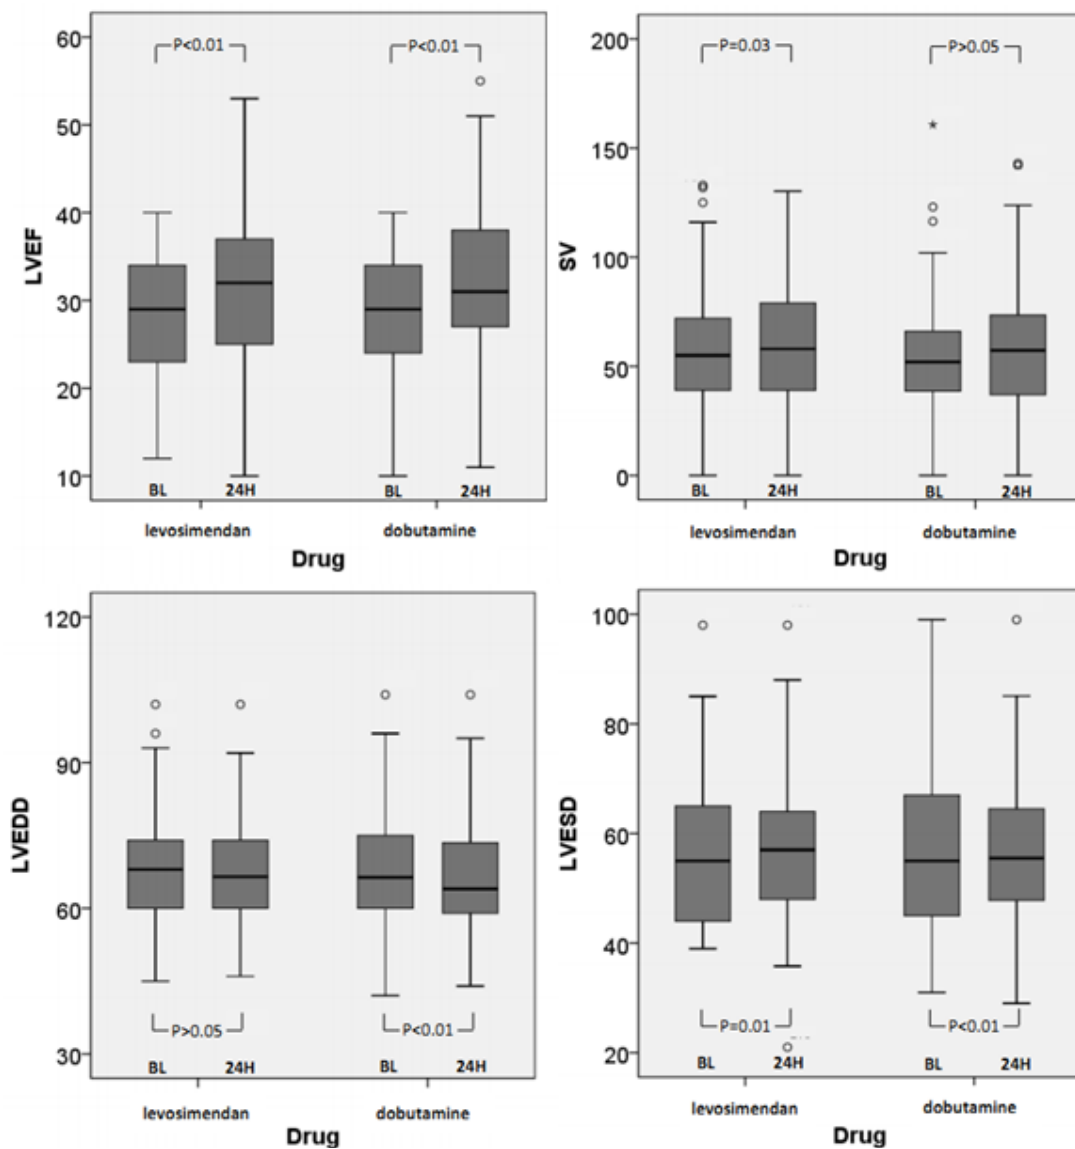 60
P<0.01
P<0.01
50
40
30
20
10
LVEF
BL
24H
BL
24H
levosimendan
dobutamine
Drug
200
P=0.03
P>0.05
150
100
50
0
SV
BL
24H
BL
24H
levosimendan
dobutamine
Drug
120
90
60
30
LVEDD
P>0.05
P<0.01
BL
24H
BL
24H
levosimendan
dobutamine
Drug
100
80
60
40
20
LVESD
P=0.01
P<0.01
BL
24H
BL
24H
levosimendan
dobutamine
Drug